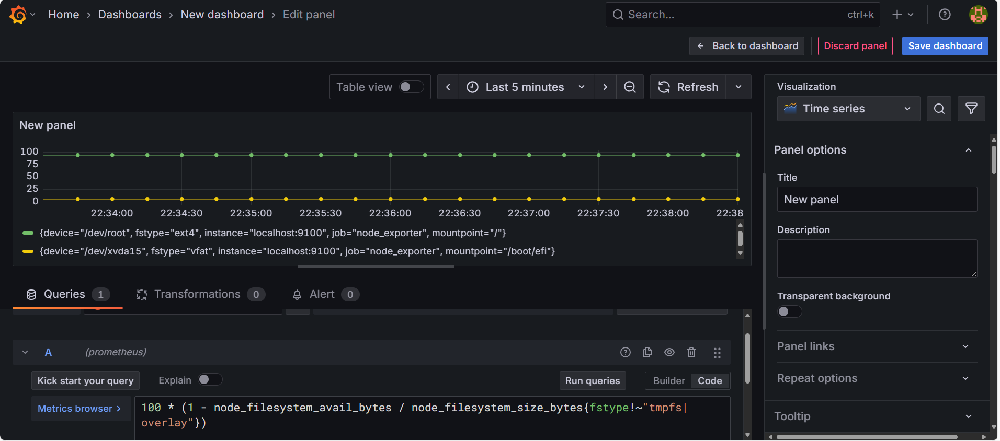 Home › Dashboards › New dashboard › Edit panel
Search... ctrl+k
Back to dashboard Discard panel Save dashboard
Table view Last 5 minutes Refresh
Visualization
Time series
New panel
100
75
50
25
0
22:34:00 22:34:30 22:35:00 22:35:30 22:36:00 22:36:30 22:37:00 22:37:30 22:38:00 22:38
{device="/dev/root", fstype="ext4", instance="localhost:9100", job="node_exporter", mountpoint="/"}
{device="/dev/xvda15", fstype="vfat", instance="localhost:9100", job="node_exporter", mountpoint="/boot/efi"}
Queries 1 Transformations 0 Alert 0
A (prometheus)
Kick start your query Explain Run queries Builder Code
Metrics browser >
100 * (1 - node_filesystem_avail_bytes / node_filesystem_size_bytes{fstype!~"tmpfs|
overlay"})
Panel options
Title
New panel
Description
Transparent background
Panel links
Repeat options
Tooltip